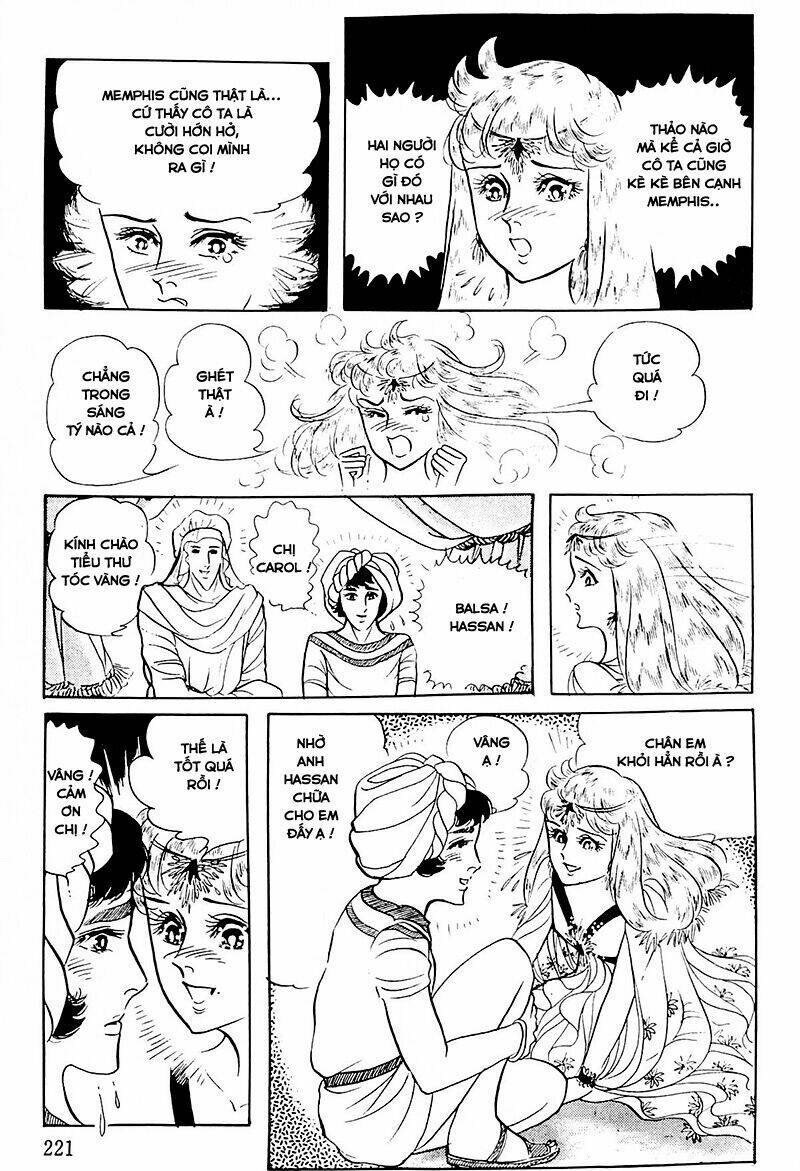 MEMPHIS CŨNG THẬT LÀ...
CỨ THẤY CÔ TA LÀ
CƯỜI HỚN HỞ,
KHÔNG COI MÌNH
RA GÌ !
HAI NGƯỜI
HỌ CÓ
GÌ ĐÓ
VỚI NHAU
SAO ?
THẢO NÀO
MÀ KỂ CẢ GIỜ
CÔ TA CŨNG
KÈ KÈ BÊN CẠNH
MEMPHIS..
CHẲNG
TRONG
SÁNG
TÝ NÀO CẢ !
GHÉT
THẬT
À !
TỨC
QUÁ
ĐI !
KÍNH CHÀO
TIỂU THƯ
TÓC VÀNG !
CHỊ
CAROL !
BALSA !
HASSAN !
VÂNG !
CẢM
ƠN
CHỊ !
THẾ LÀ
TỐT QUÁ
RỒI !
NHỜ
ANH
HASSAN
CHỮA
CHO EM
ĐẤY Ạ !
VÂNG
Ạ !
CHÂN EM
KHỎI HẲN RỒI À ?
221